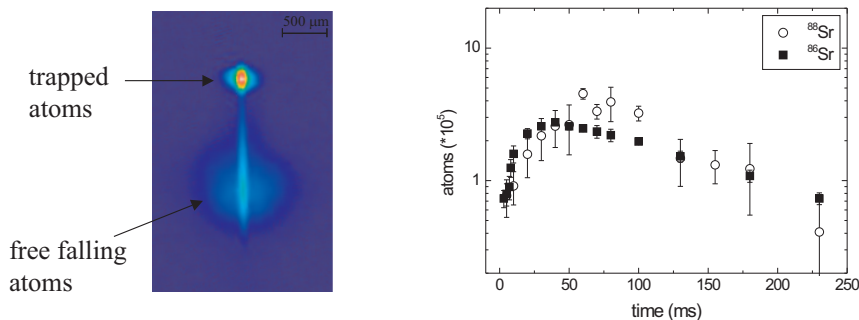 500 µm
trapped
atoms
free falling
atoms
⁸⁸Sr
⁸⁶Sr
10
1
atoms (*10⁵)
0 50 100 150 200 250
time (ms)